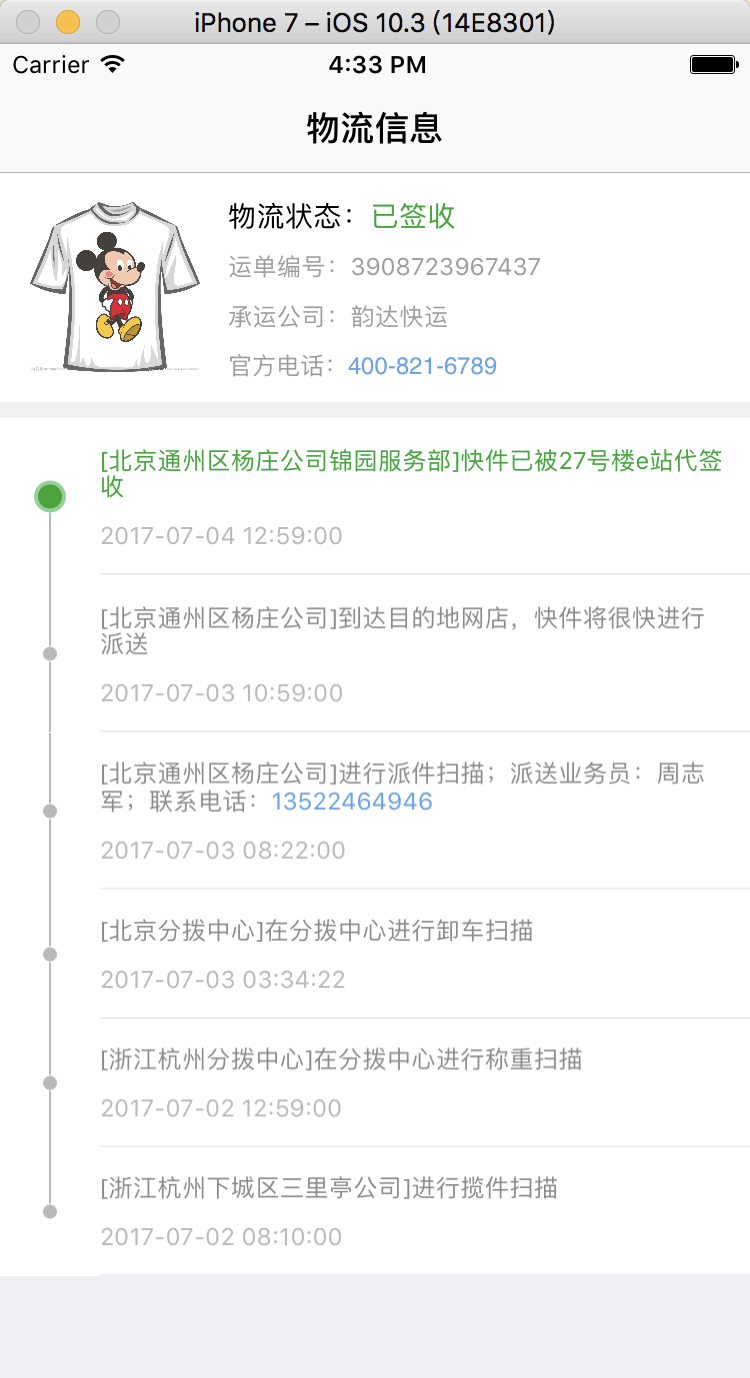 iPhone 7 – iOS 10.3 (14E8301)
Carrier 4:33 PM
物流信息
物流状态：已签收
运单编号：3908723967437
承运公司：韵达快运
官方电话：400-821-6789
[北京通州区杨庄公司锦园服务部]快件已被27号楼e站代签
收
2017-07-04 12:59:00
[北京通州区杨庄公司]到达目的地网店，快件将很快进行
派送
2017-07-03 10:59:00
[北京通州区杨庄公司]进行派件扫描；派送业务员：周志
军；联系电话：13522464946
2017-07-03 08:22:00
[北京分拨中心]在分拨中心进行卸车扫描
2017-07-03 03:34:22
[浙江杭州分拨中心]在分拨中心进行称重扫描
2017-07-02 12:59:00
[浙江杭州下城区三里亭公司]进行揽件扫描
2017-07-02 08:10:00